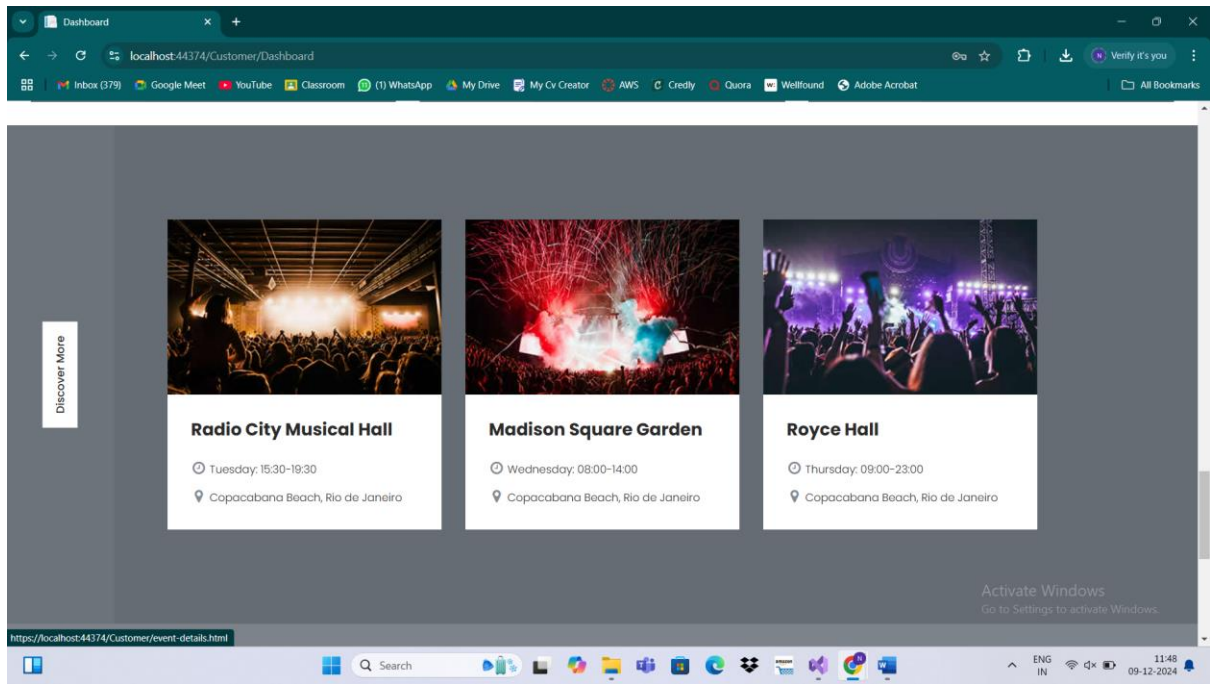 Dashboard
localhost:44374/Customer/Dashboard
Verify it's you
Inbox (379)
Google Meet
YouTube
Classroom
(1) WhatsApp
My Drive
My Cv Creator
AWS
Credly
Quora
Wellfound
Adobe Acrobat
All Bookmarks
Discover More
Radio City Musical Hall
Tuesday: 15:30-19:30
Copacabana Beach, Rio de Janeiro
Madison Square Garden
Wednesday: 08:00-14:00
Copacabana Beach, Rio de Janeiro
Royce Hall
Thursday: 09:00-23:00
Copacabana Beach, Rio de Janeiro
Activate Windows
Go to Settings to activate Windows.
https://localhost:44374/Customer/event-details.html
Search
ENG
IN
11:48
09-12-2024